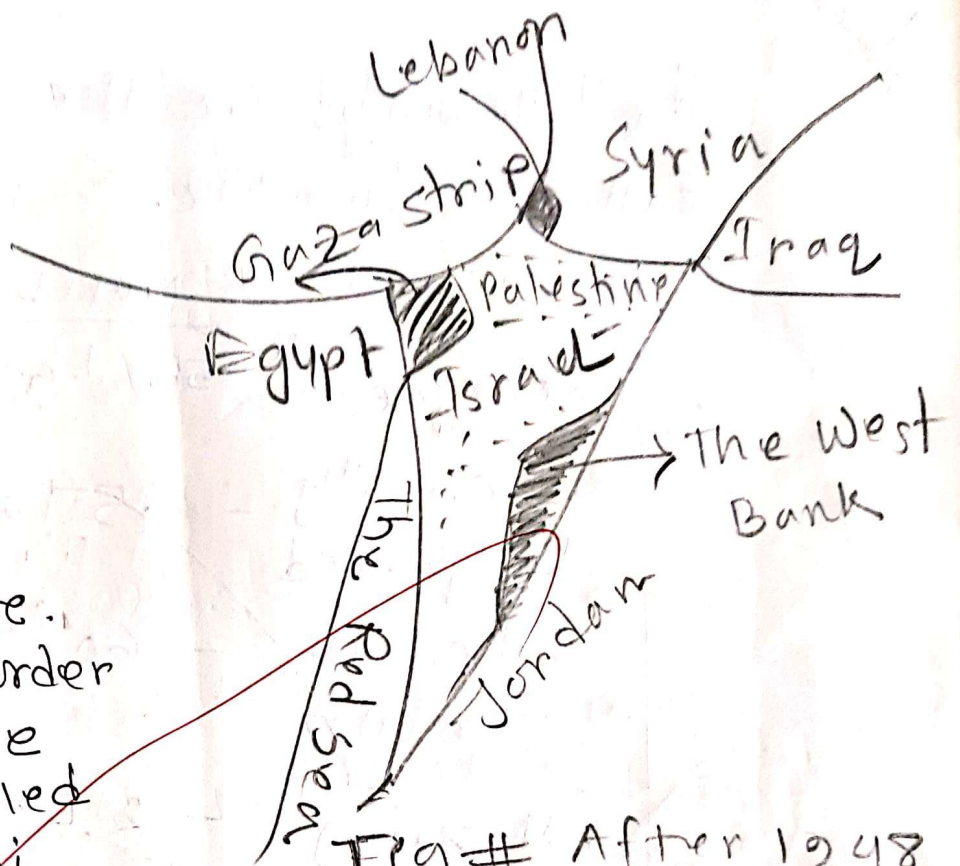 Lebanon
Syria
Gaza strip
Iraq
Palestine
Egypt
Israel
The West
Bank
The Red Sea
Jordan
e.
rder
e
led
Fig # After 1948